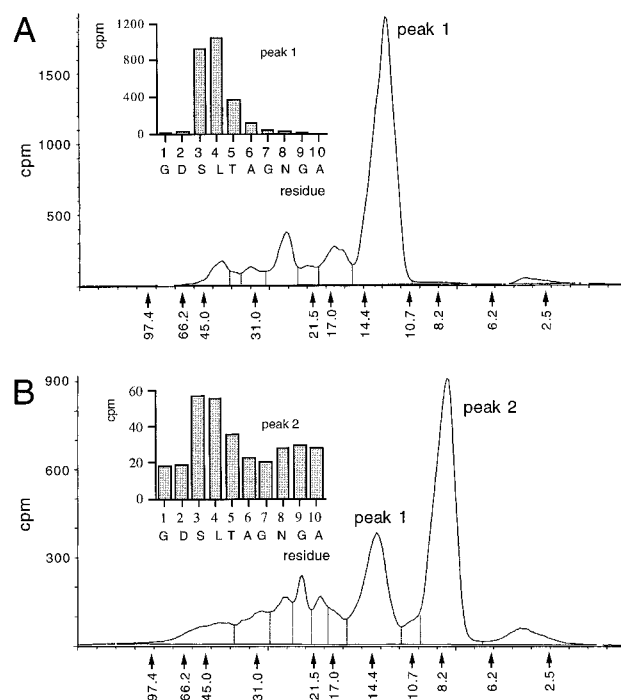 A
cpm
1500
1000
500
cpm
1200
800
400
0
peak 1
1 2 3 4 5 6 7 8 9 10
G D S L T A G N G A
residue
peak 1
97.4 66.2 45.0 31.0 21.5 17.0 14.4 10.7 8.2 6.2 2.5
B
cpm
900
600
300
cpm
60
40
20
0
peak 2
1 2 3 4 5 6 7 8 9 10
G D S L T A G N G A
residue
peak 1
peak 2
97.4 66.2 45.0 31.0 21.5 17.0 14.4 10.7 8.2 6.2 2.5